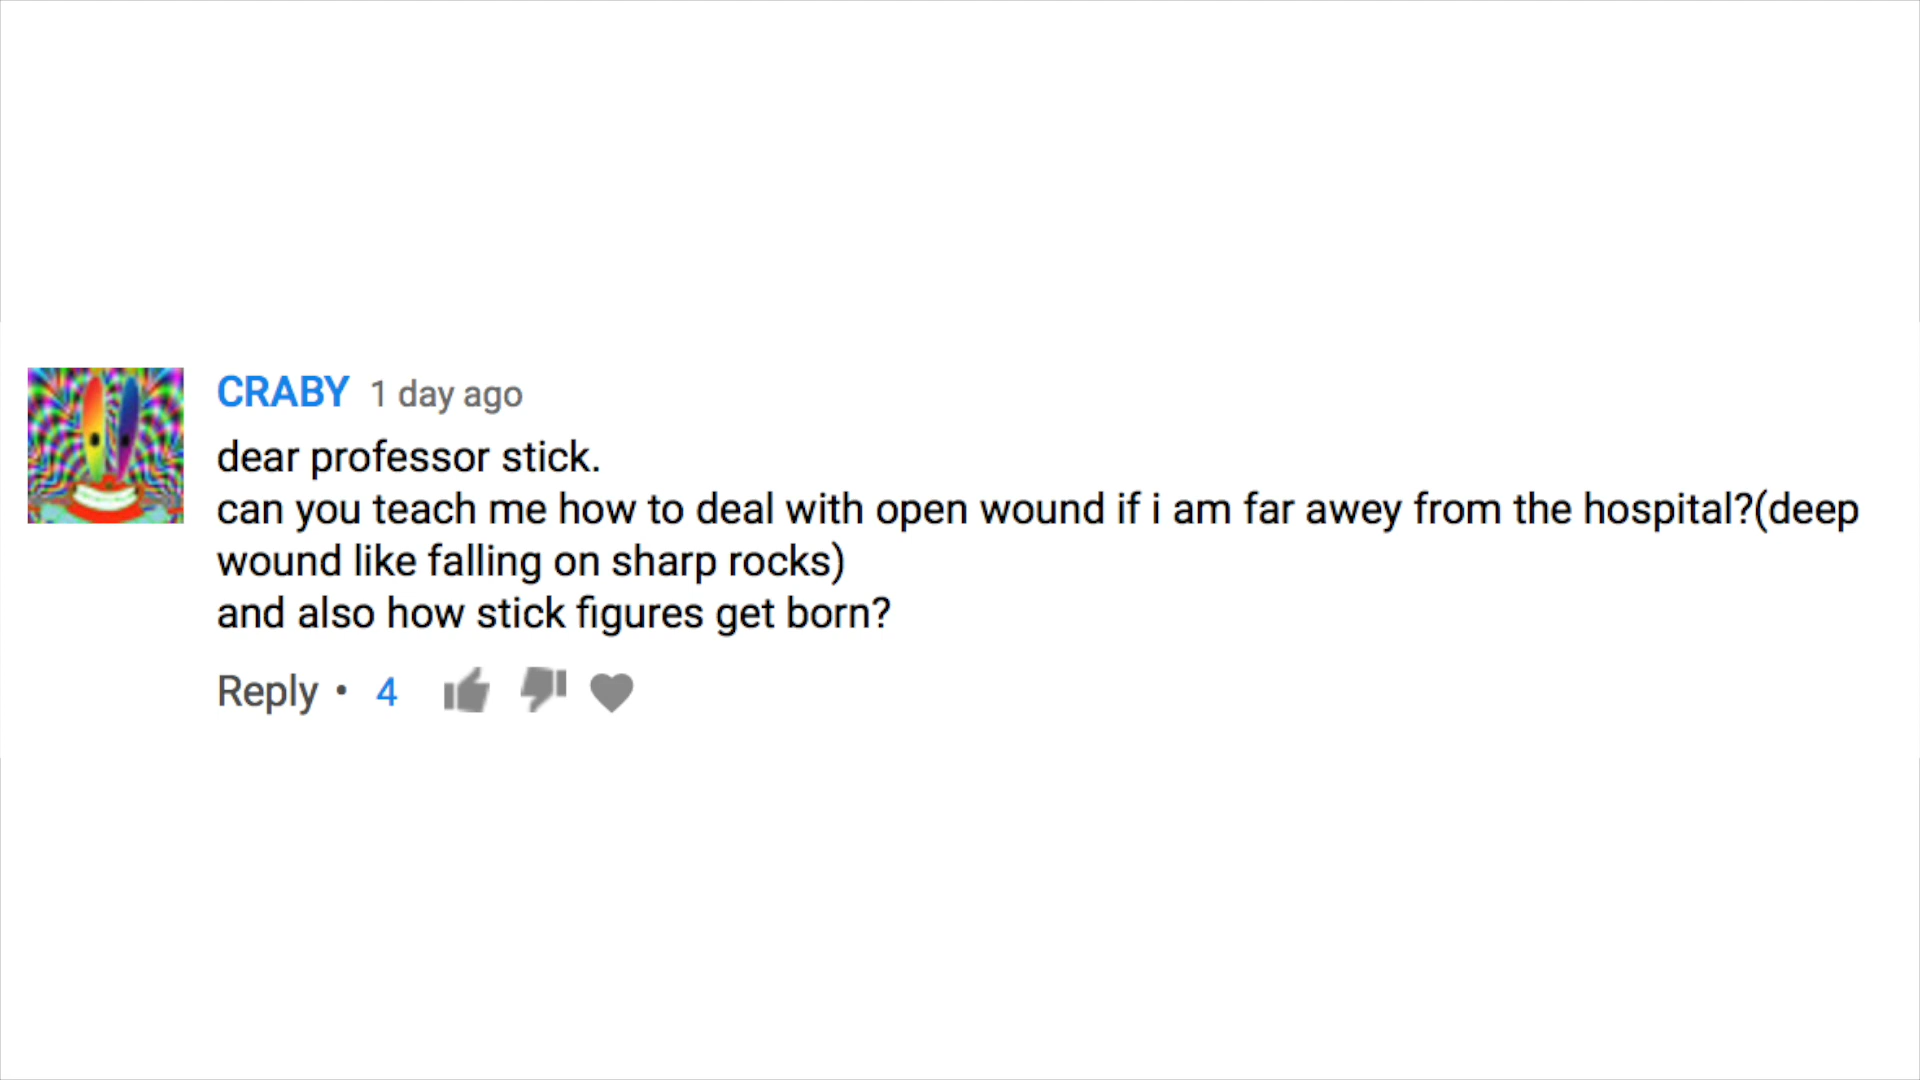 CRABY 1 day ago
dear professor stick.
can you teach me how to deal with open wound if i am far awey from the hospital?(deep
wound like falling on sharp rocks)
and also how stick figures get born?
Reply • 4